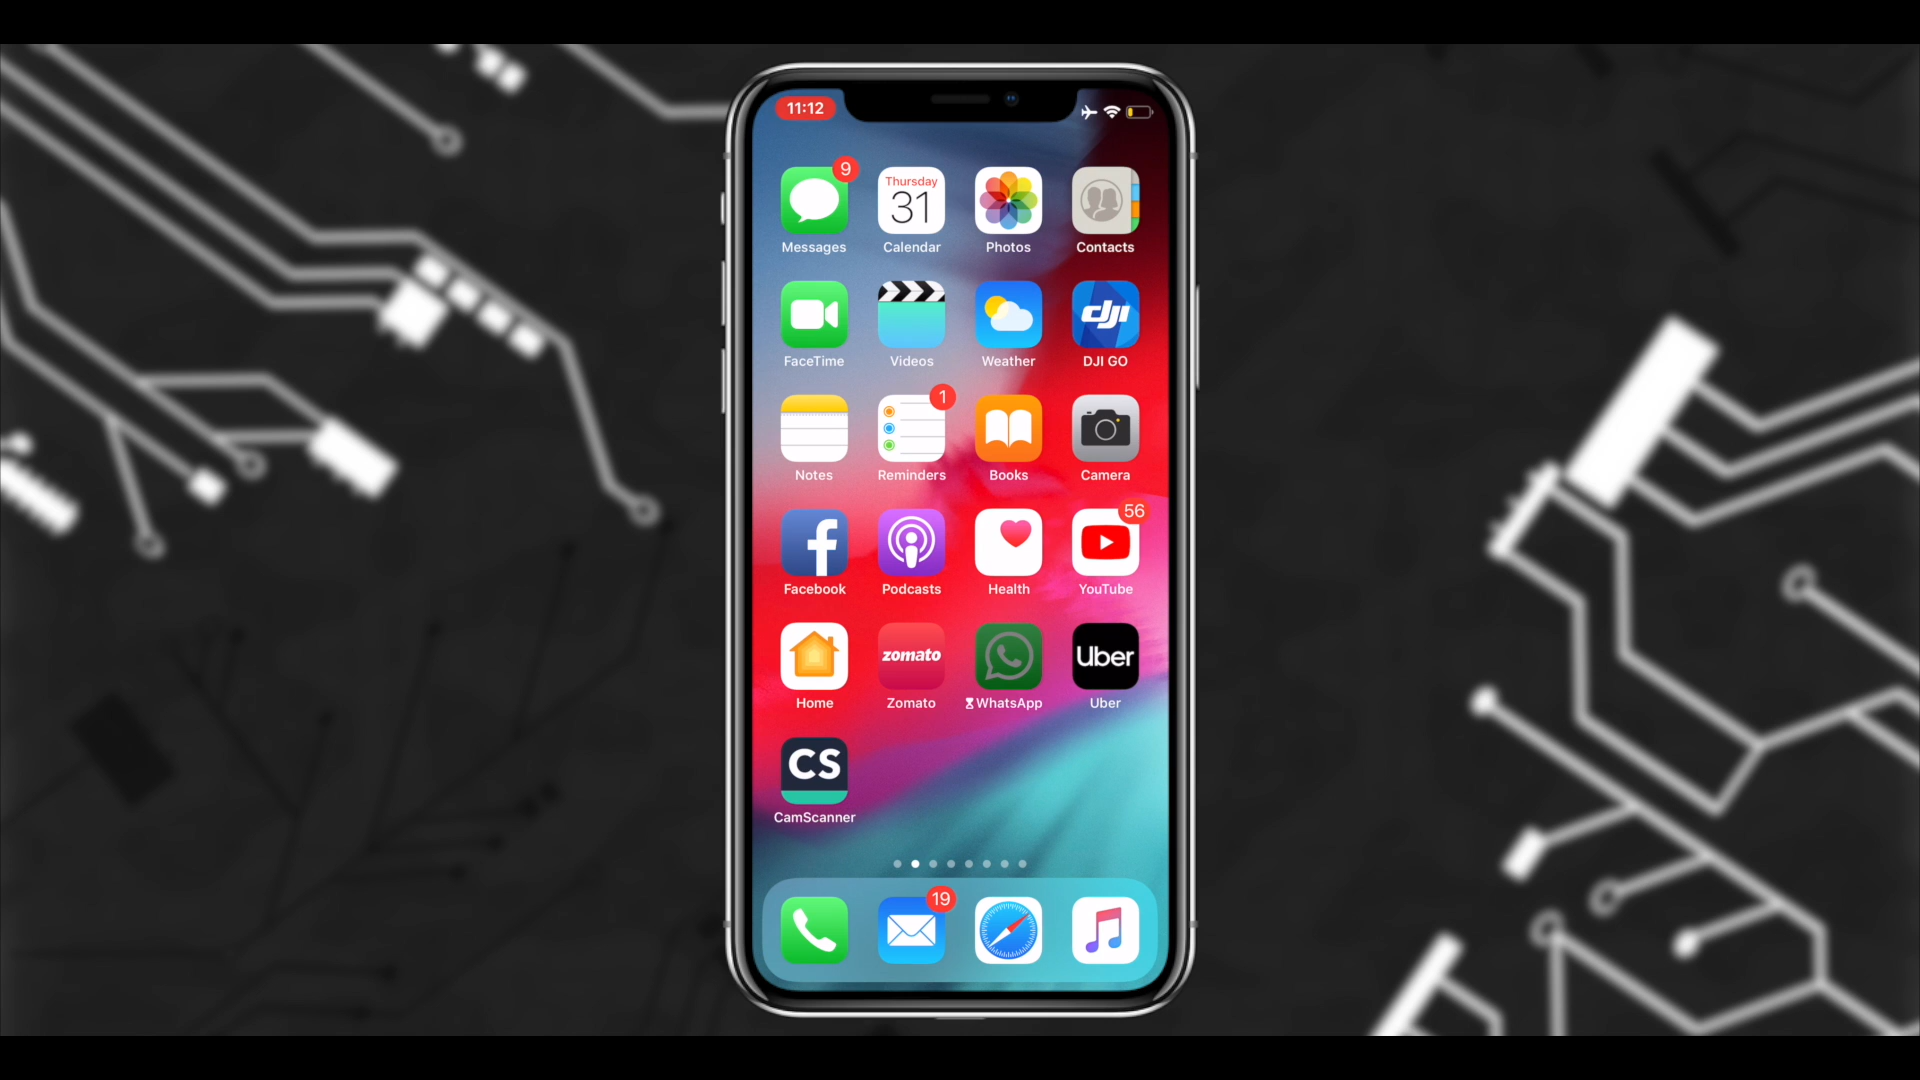 11:12
9
Thursday
31
Messages
Calendar
Photos
Contacts
dji
FaceTime
Videos
Weather
DJI GO
1
Notes
Reminders
Books
Camera
56
Facebook
Podcasts
Health
YouTube
zomato
Uber
Home
Zomato
WhatsApp
Uber
CS
CamScanner
19